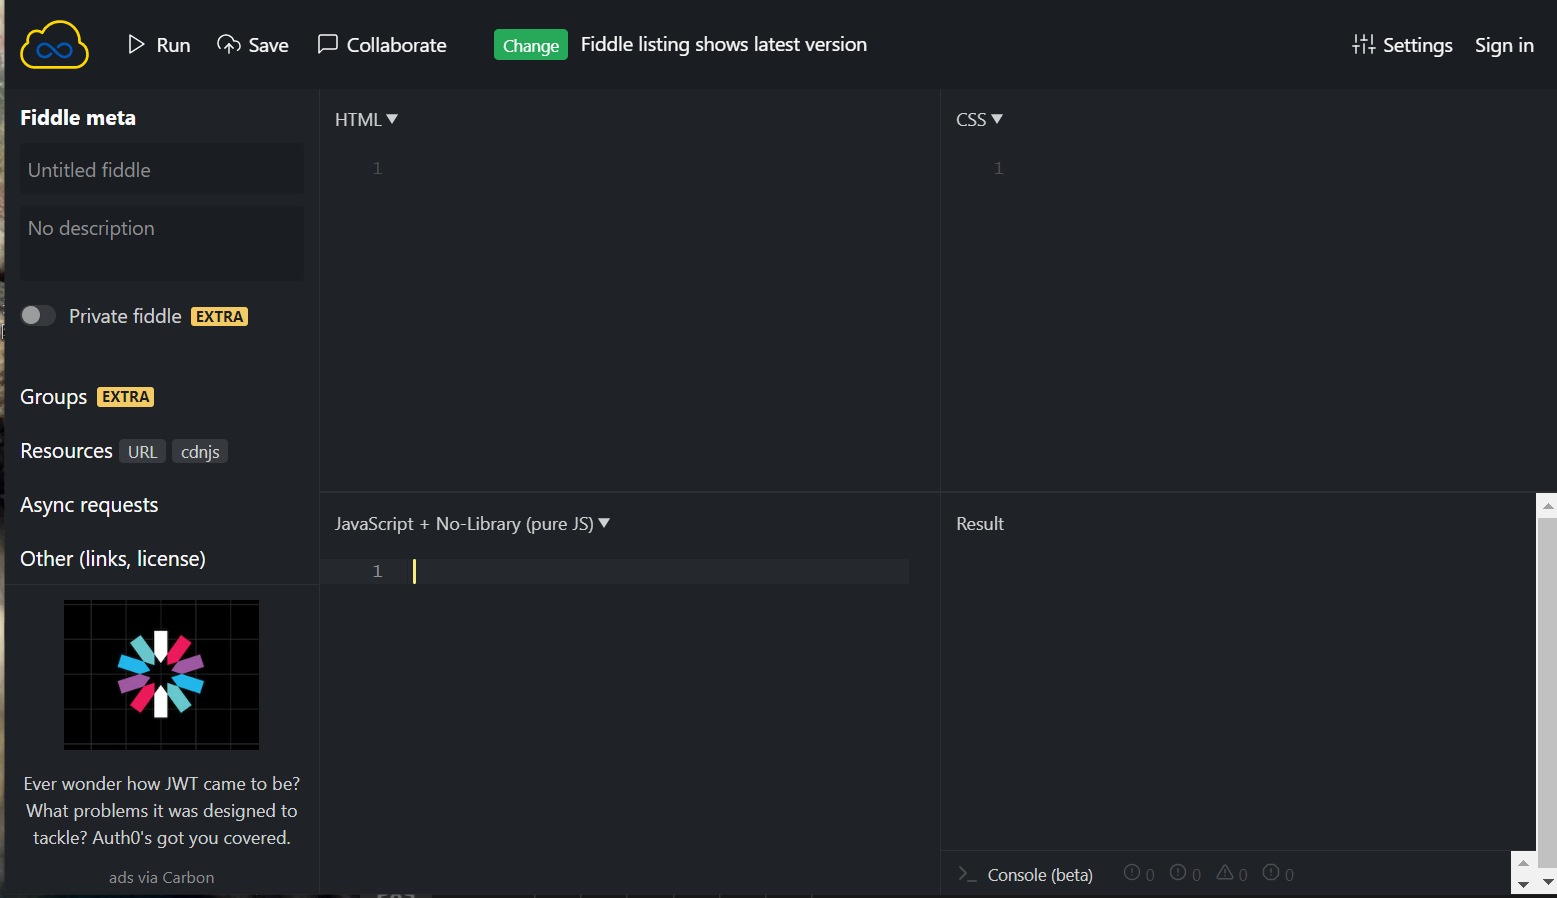 Run
Save
Collaborate
Change
Fiddle listing shows latest version
Settings
Sign in
Fiddle meta
Untitled fiddle
No description
Private fiddle EXTRA
Groups EXTRA
Resources URL cdnjs
Async requests
Other (links, license)
Ever wonder how JWT came to be?
What problems it was designed to
tackle? Auth0's got you covered.
ads via Carbon
HTML
1
CSS
1
JavaScript + No-Library (pure JS)
1
Result
Console (beta) 0 0 0 0